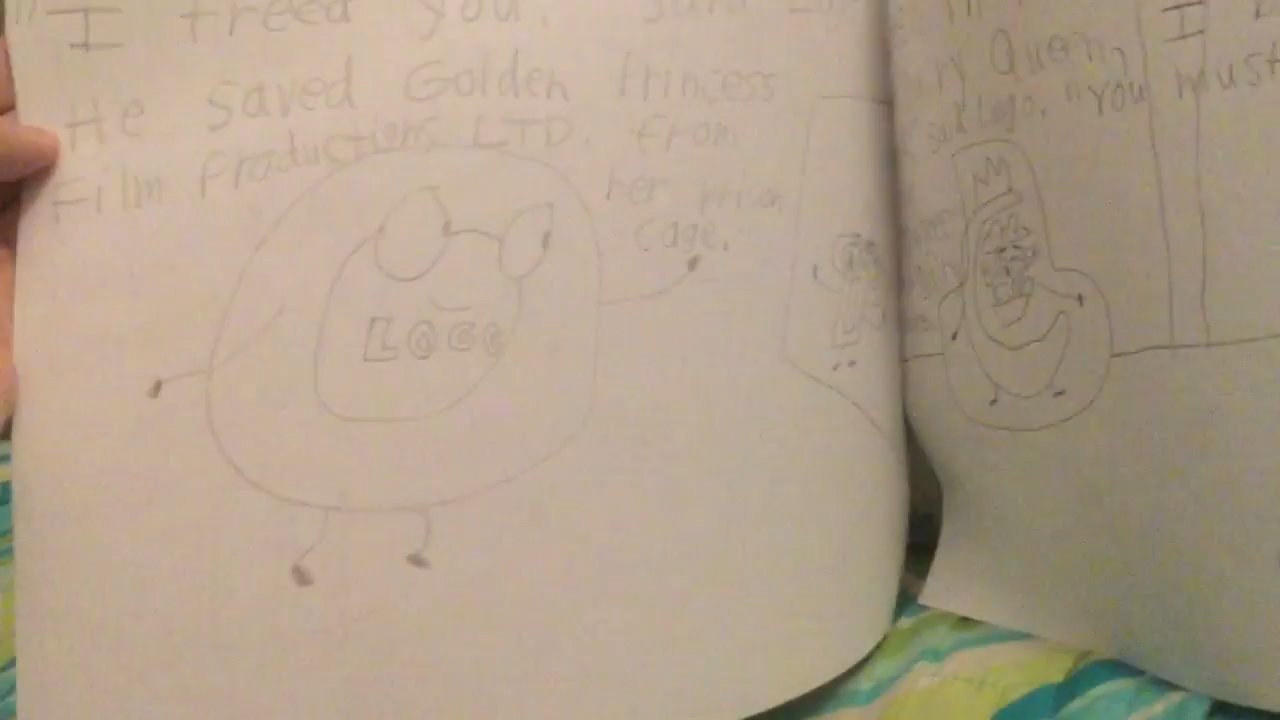 "I freed you," said
He saved Golden Princess
Film Productions LTD. from
her prison
cage.
LOGO
Queen,
said Logo. "You must
I